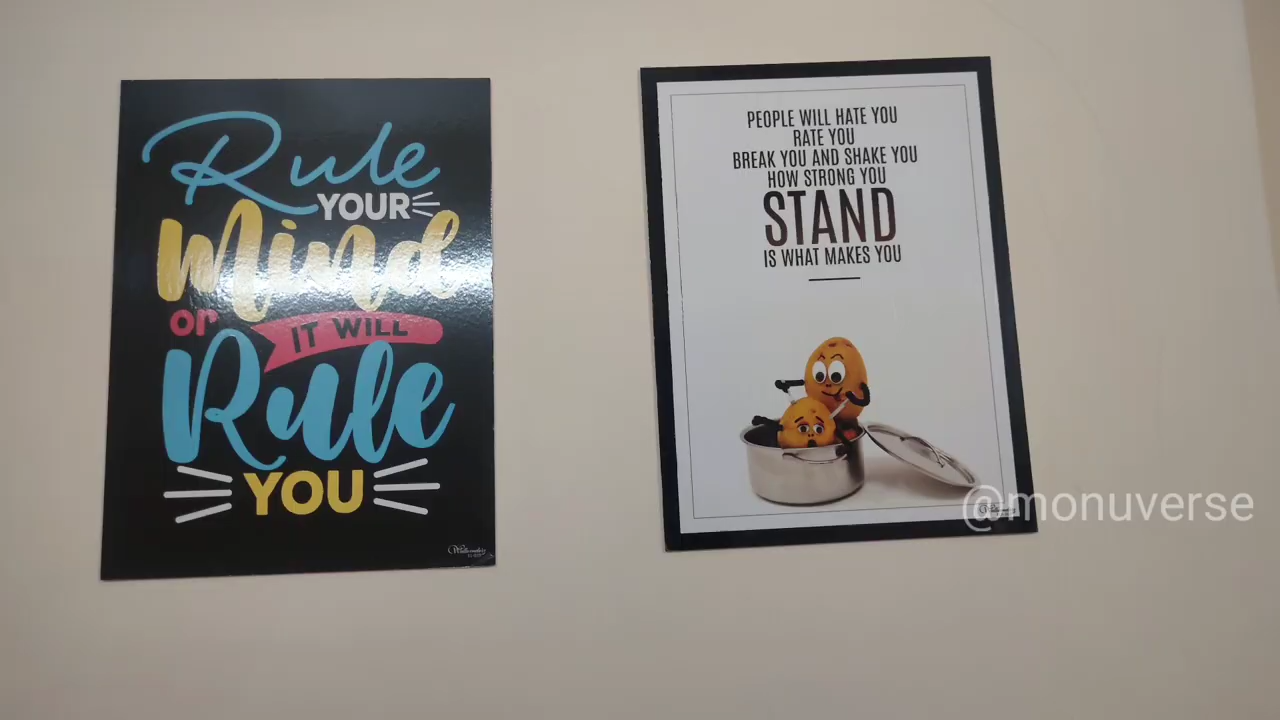 Rule
YOUR
Mind
or IT WILL
Rule
YOU
PEOPLE WILL HATE YOU
RATE YOU
BREAK YOU AND SHAKE YOU
HOW STRONG YOU
STAND
IS WHAT MAKES YOU
@monuverse